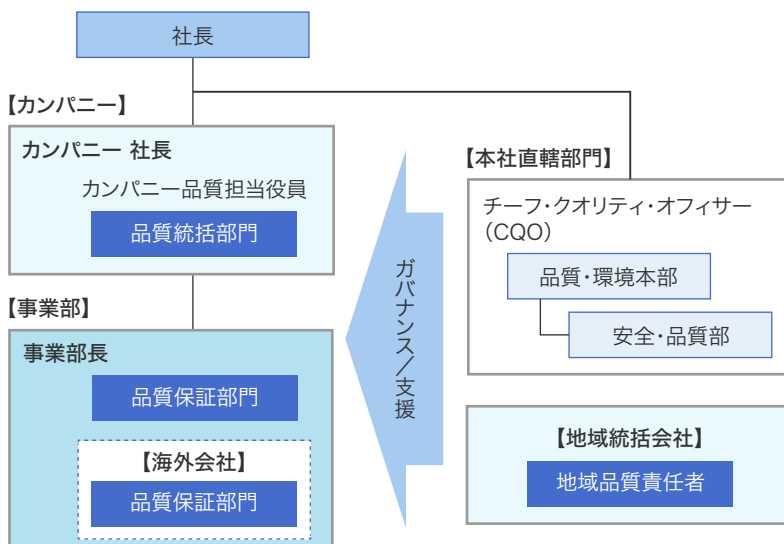 社長
【カンパニー】
カンパニー 社長
カンパニー品質担当役員
品質統括部門
【事業部】
事業部長
品質保証部門
【海外会社】
品質保証部門
ガバナンス／支援
【本社直轄部門】
チーフ・クオリティ・オフィサー
（CQO）
品質・環境本部
安全・品質部
【地域統括会社】
地域品質責任者